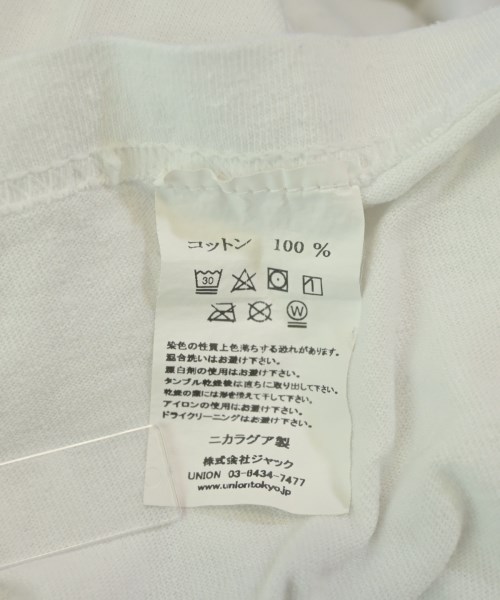 コットン 100 %
30
W
染色の性質上色落ちする恐れがあります。
混合洗いはお避け下さい。
漂白剤の使用はお避け下さい。
タンブル乾燥後は直ちに取り出して下さい。
乾燥の際には形を整えて干して下さい。
アイロンの使用はお避け下さい。
ドライクリーニングはお避け下さい。
ニカラグア製
株式会社ジャック
UNION 03-6434-7477
www.uniontokyo.jp